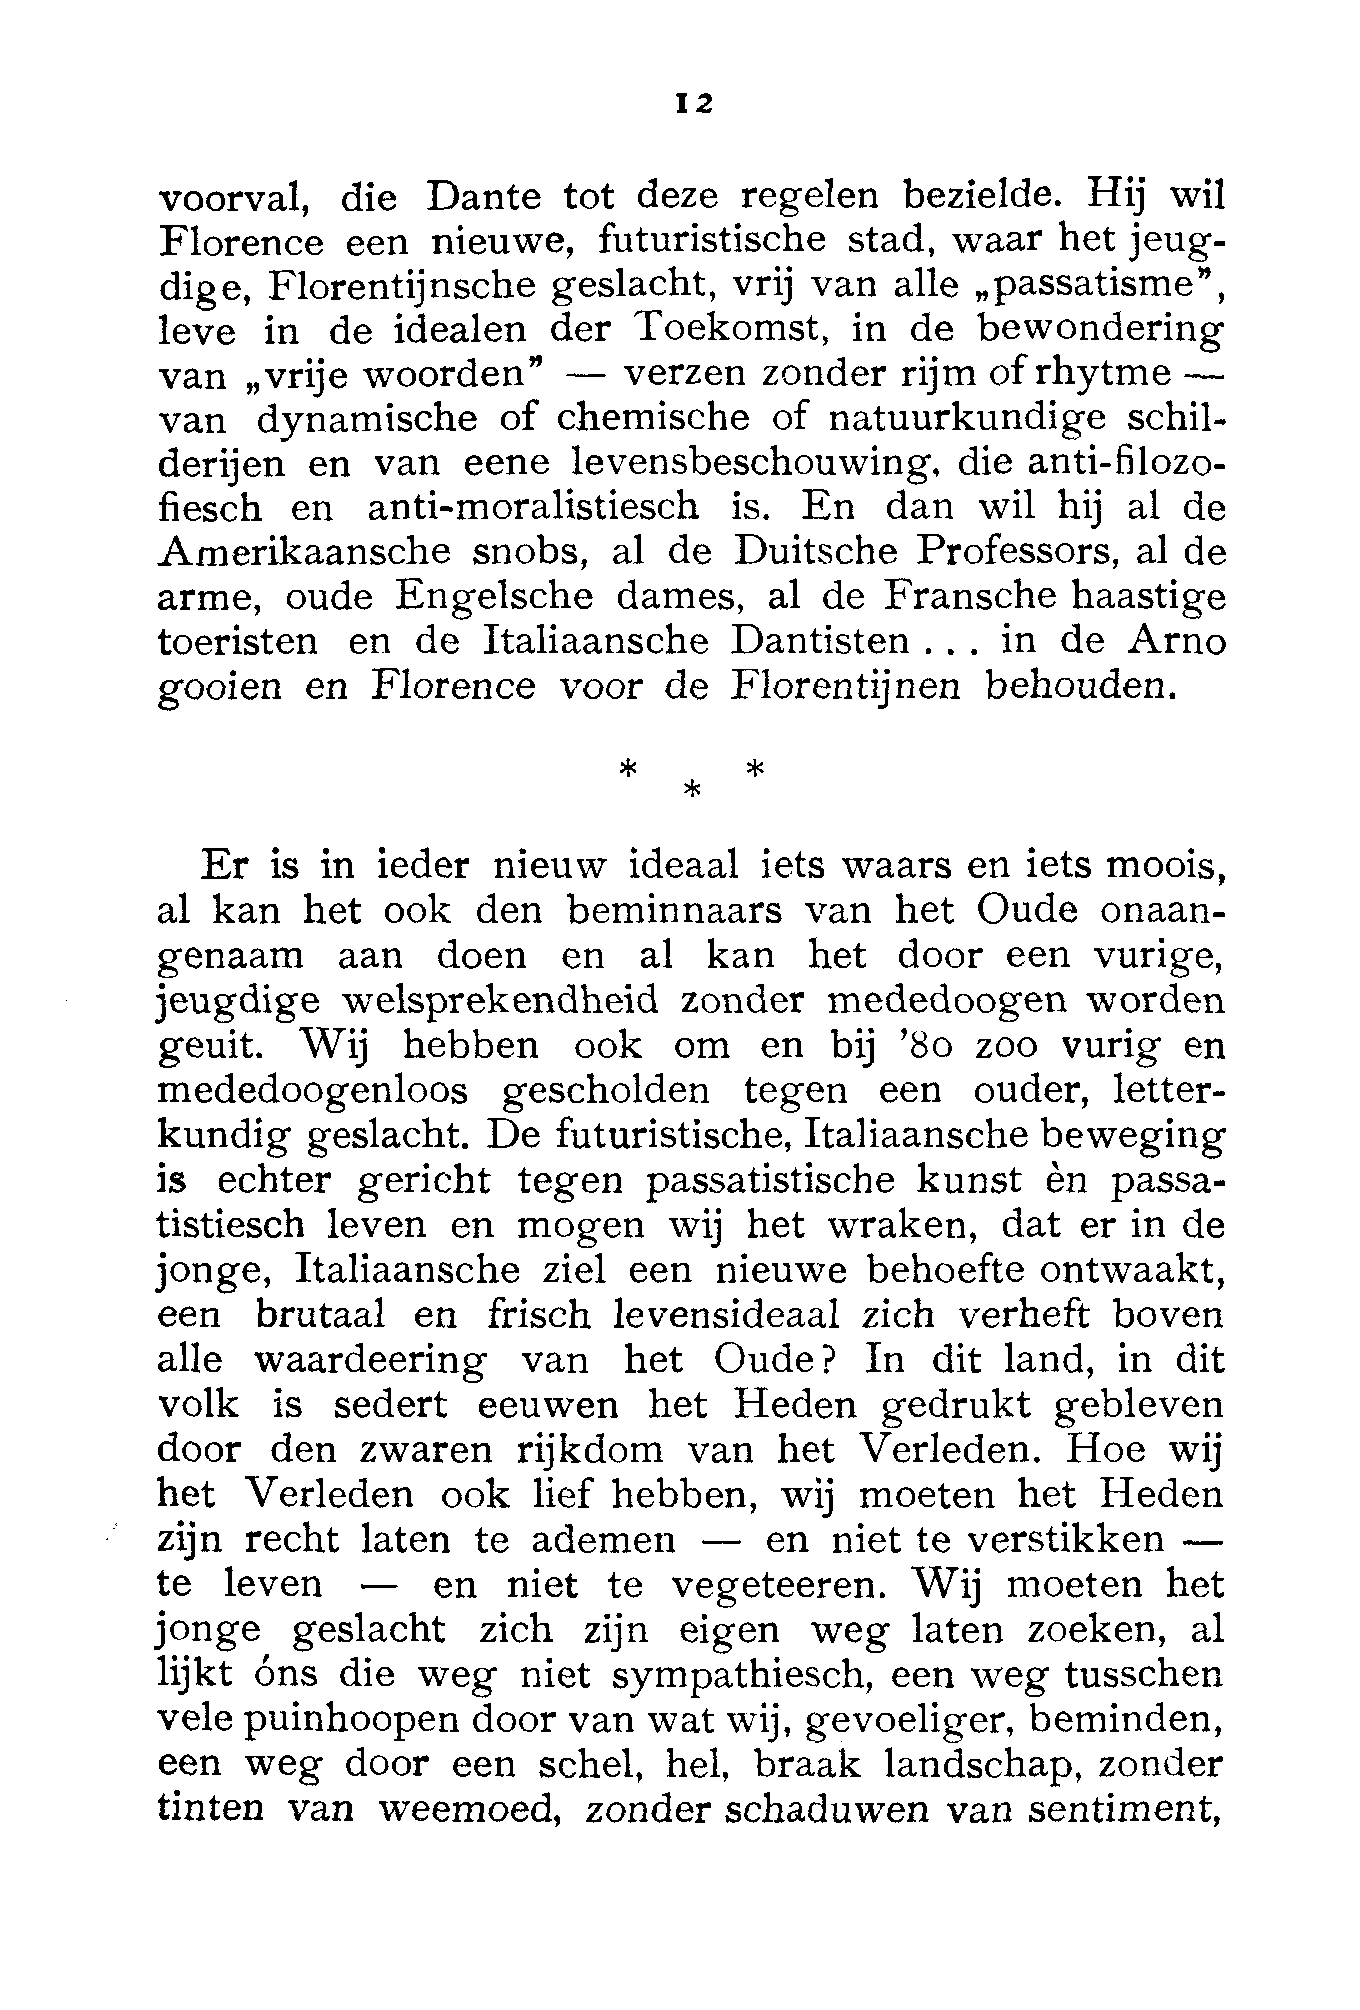 12
voorval, die Dante tot deze regelen bezielde. Hij wil
Florence een nieuwe, futuristische stad, waar het jeug-
dige, Florentijnsche geslacht, vrij van alle „passatisme”,
leve in de idealen der Toekomst, in de bewondering
van „vrije woorden” — verzen zonder rijm of rhytme —
van dynamische of chemische of natuurkundige schil-
derijen en van eene levensbeschouwing, die anti-filozo-
fiesch en anti-moralistiesch is. En dan wil hij al de
Amerikaansche snobs, al de Duitsche Professors, al de
arme, oude Engelsche dames, al de Fransche haastige
toeristen en de Italiaansche Dantisten ... in de Arno
gooien en Florence voor de Florentijnen behouden.
* * *
Er is in ieder nieuw ideaal iets waars en iets moois,
al kan het ook den beminnaars van het Oude onaan-
genaam aan doen en al kan het door een vurige,
jeugdige welsprekendheid zonder mededoogen worden
geuit. Wij hebben ook om en bij ’80 zoo vurig en
mededoogenloos gescholden tegen een ouder, letter-
kundig geslacht. De futuristische, Italiaansche beweging
is echter gericht tegen passatistische kunst èn passa-
tistiesch leven en mogen wij het wraken, dat er in de
jonge, Italiaansche ziel een nieuwe behoefte ontwaakt,
een brutaal en frisch levensideaal zich verheft boven
alle waardeering van het Oude? In dit land, in dit
volk is sedert eeuwen het Heden gedrukt gebleven
door den zwaren rijkdom van het Verleden. Hoe wij
het Verleden ook lief hebben, wij moeten het Heden
zijn recht laten te ademen — en niet te verstikken —
te leven — en niet te vegeteeren. Wij moeten het
jonge geslacht zich zijn eigen weg laten zoeken, al
lijkt óns die weg niet sympathiesch, een weg tusschen
vele puinhoopen door van wat wij, gevoeliger, beminden,
een weg door een schel, hel, braak landschap, zonder
tinten van weemoed, zonder schaduwen van sentiment,